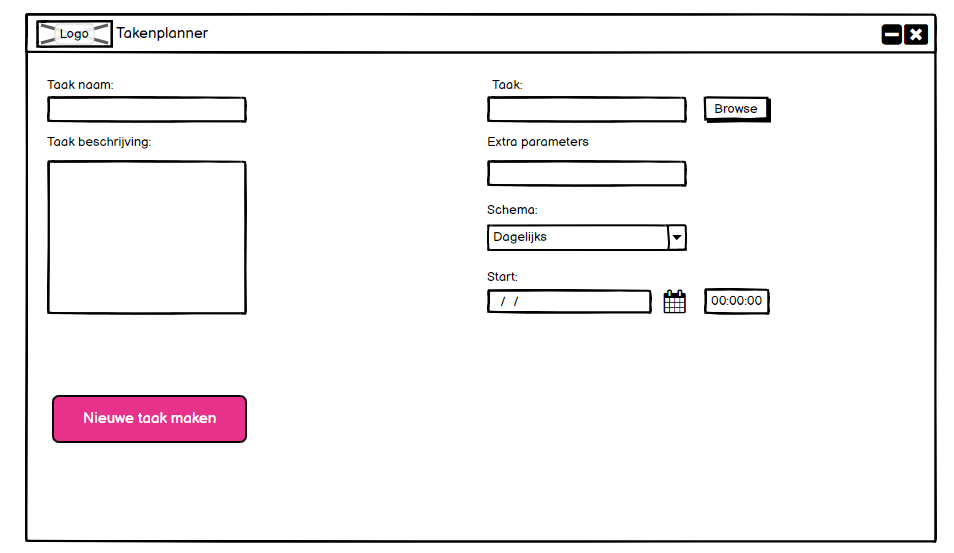 Logo Takenplanner
Taak naam:
Taak beschrijving:
Nieuwe taak maken
Taak:
Browse
Extra parameters
Schema:
Dagelijks
Start:
/ /
00:00:00